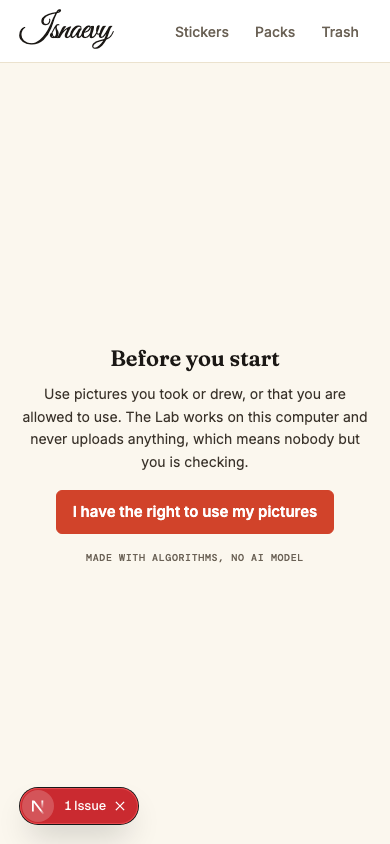 Jsnaevy
Stickers Packs Trash
Before you start
Use pictures you took or drew, or that you are
allowed to use. The Lab works on this computer and
never uploads anything, which means nobody but
you is checking.
I have the right to use my pictures
MADE WITH ALGORITHMS, NO AI MODEL
N 1 Issue ×